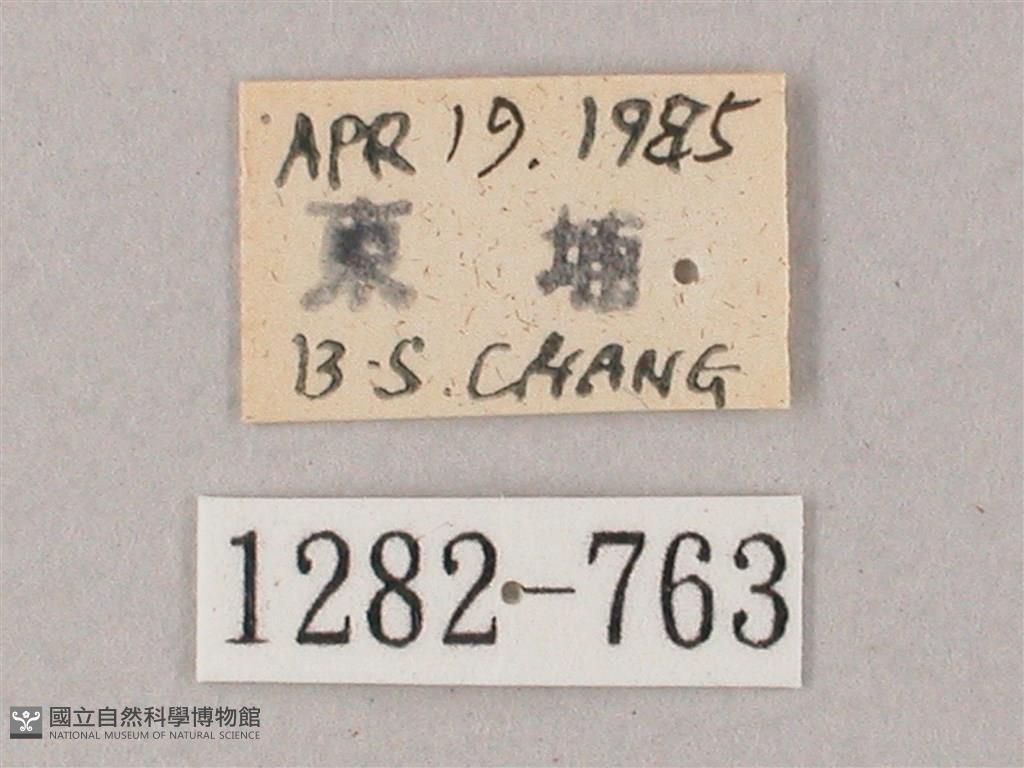 APR 19. 1985
東 埔
B.S. CHANG
1282-763
國立自然科學博物館
NATIONAL MUSEUM OF NATURAL SCIENCE